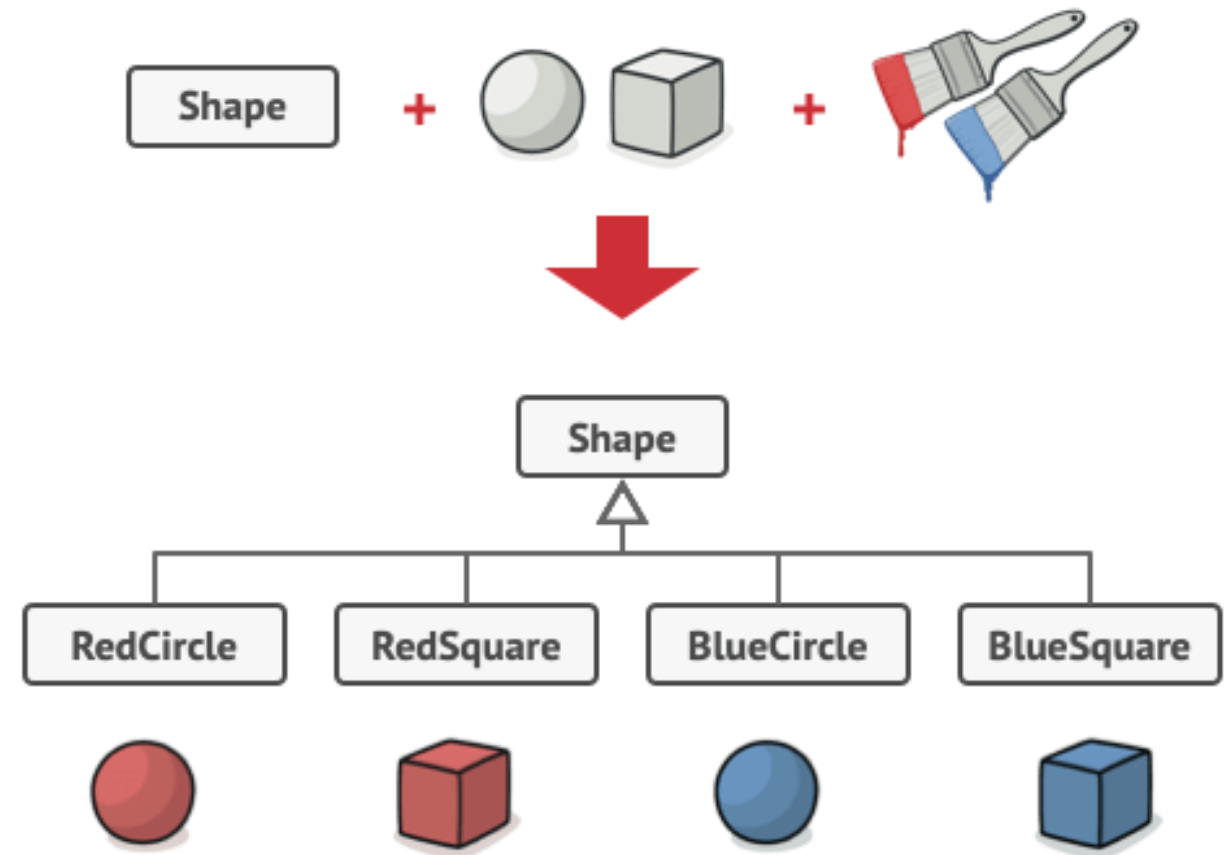 Shape
+
+
Shape
RedCircle
RedSquare
BlueCircle
BlueSquare